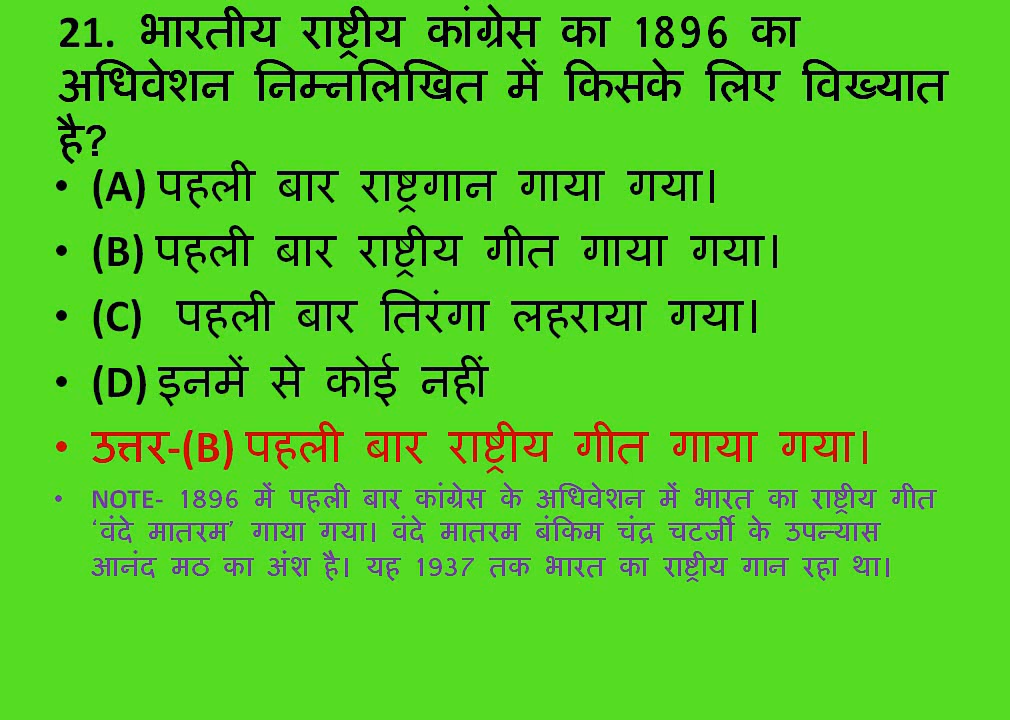 21. भारतीय राष्ट्रीय कांग्रेस का 1896 का
अधिवेशन निम्नलिखित में किसके लिए विख्यात
है?
• (A) पहली बार राष्ट्रगान गाया गया।
• (B) पहली बार राष्ट्रीय गीत गाया गया।
• (C) पहली बार तिरंगा लहराया गया।
• (D) इनमें से कोई नहीं
• उत्तर-(B) पहली बार राष्ट्रीय गीत गाया गया।
• NOTE- 1896 में पहली बार कांग्रेस के अधिवेशन में भारत का राष्ट्रीय गीत
‘वंदे मातरम’ गाया गया। वंदे मातरम बंकिम चंद्र चटर्जी के उपन्यास
आनंद मठ का अंश है। यह 1937 तक भारत का राष्ट्रीय गान रहा था।